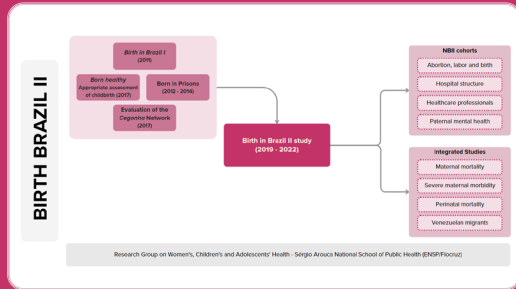 BIRTH BRAZIL II
Birth in Brazil I
(2011)
Born healthy
Appropriate assessment
of childbirth (2017)
Born in Prisons
(2012 - 2016)
Evaluation of the
Cegonha Network
(2017)
Birth in Brazil II study
(2019 - 2022)
NBII cohorts
Abortion, labor and birth
Hospital structure
Healthcare professionals
Paternal mental health
Integrated Studies
Maternal mortality
Severe maternal morbidity
Perinatal mortality
Venezuelan migrants
Research Group on Women's, Children's and Adolescents' Health - Sérgio Arouca National School of Public Health (ENSP/Fiocruz)